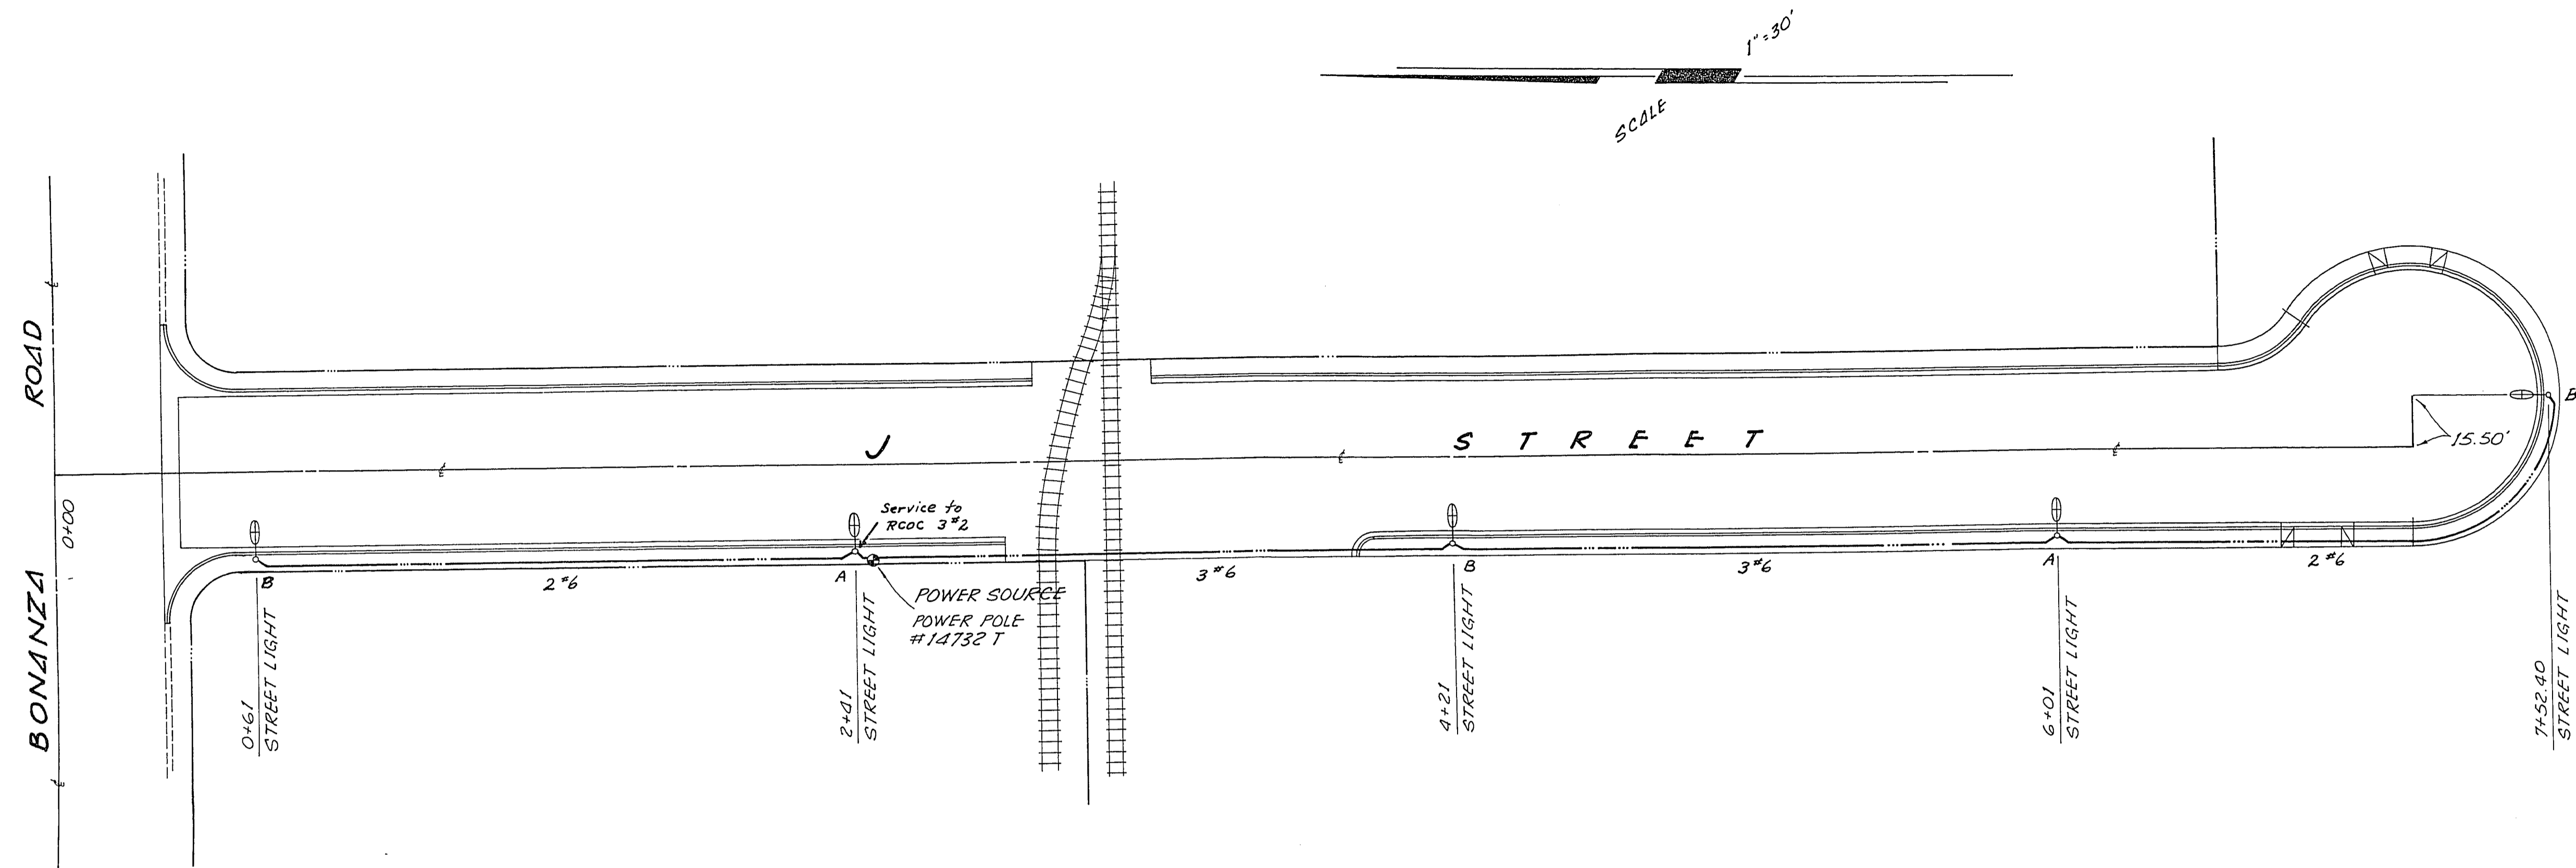 1"=30'
SCALE
BONANZA ROAD
0+00
J STREET
15.50'
B
Service to
RCOC 3#2
B
2#6
A
POWER SOURCE
POWER POLE
#14732 T
3#6
B
3#6
A
2#6
0+61
STREET LIGHT
2+41
STREET LIGHT
4+21
STREET LIGHT
6+01
STREET LIGHT
7+52.40
STREET LIGHT